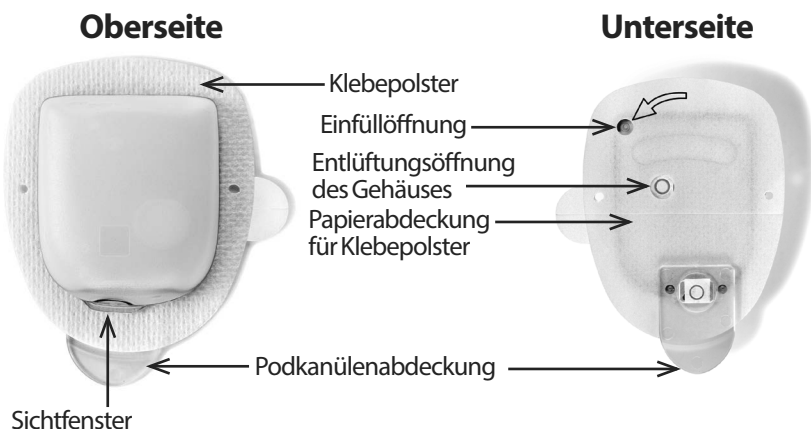 Oberseite
Unterseite
Klebepolster
Einfüllöffnung
Entlüftungsöffnung
des Gehäuses
Papierabdeckung
für Klebepolster
Podkanülenabdeckung
Sichtfenster